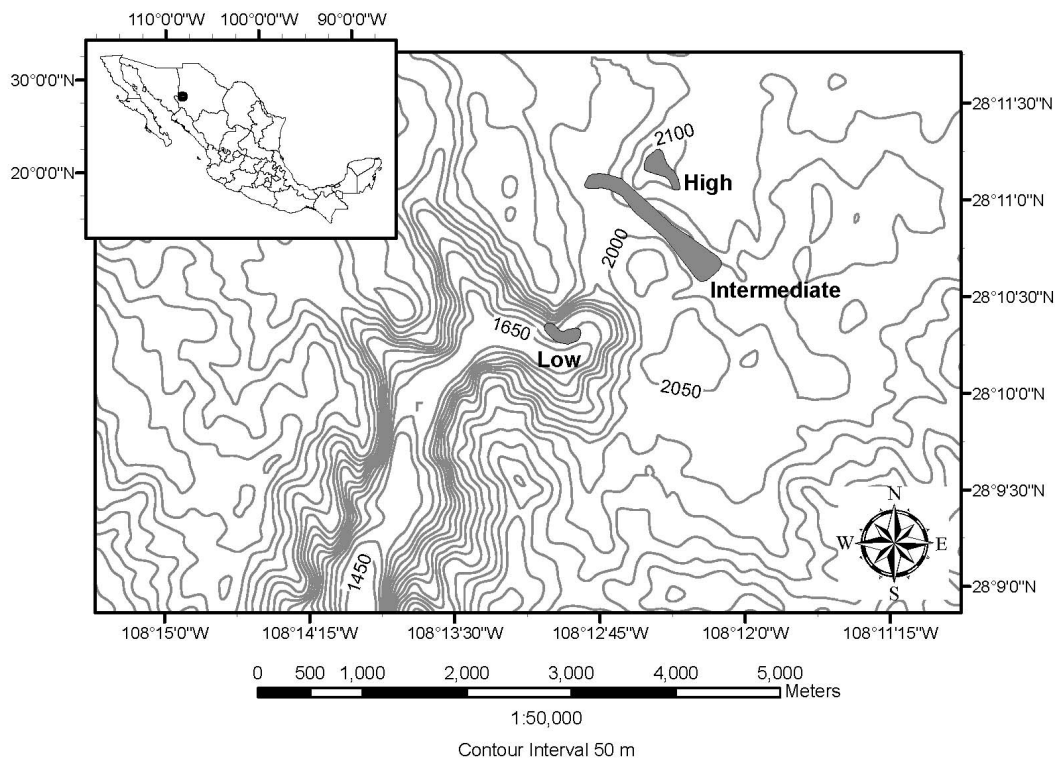 110°0'0"W 100°0'0"W 90°0'0"W
30°0'0"N
20°0'0"N
28°11'30"N
2100
High
28°11'0"N
2000
Intermediate
28°10'30"N
1650
Low
2050
28°10'0"N
28°9'30"N
N
W E
S
1450
28°9'0"N
108°15'0"W 108°14'15"W 108°13'30"W 108°12'45"W 108°12'0"W 108°11'15"W
0 500 1,000 2,000 3,000 4,000 5,000
Meters
1:50,000
Contour Interval 50 m